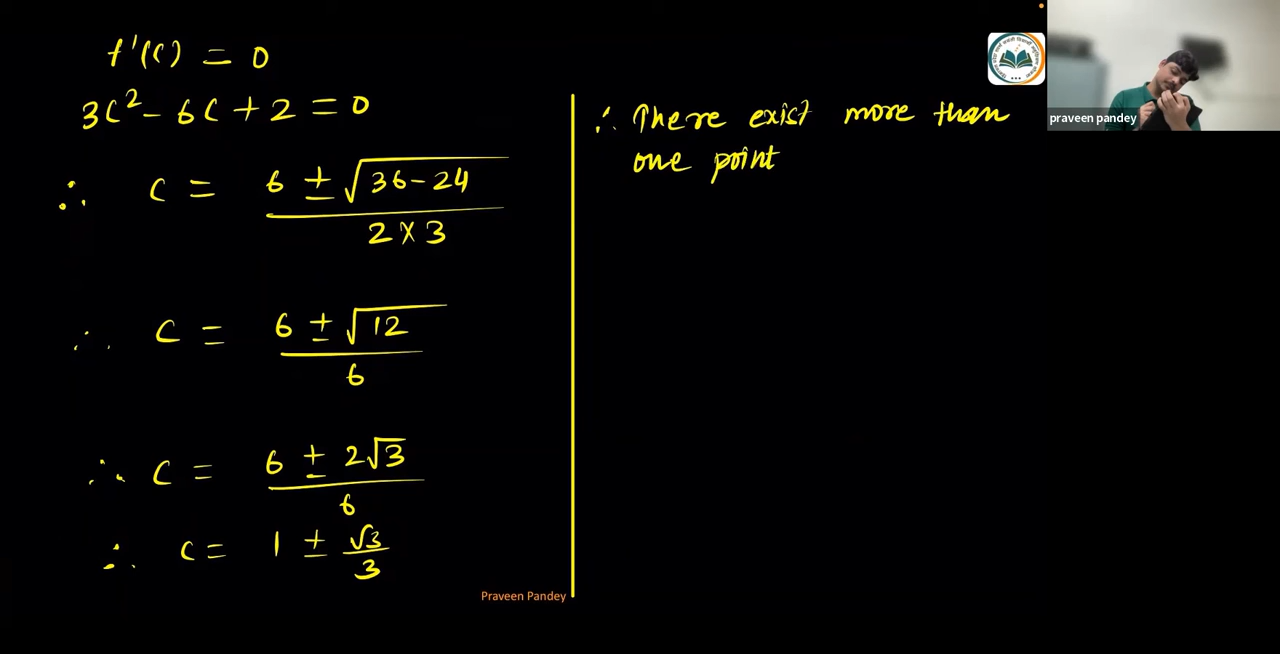 f'(c) = 0
3c² - 6c + 2 = 0
∴ c = 6 ± √36-24 / 2 × 3
∴ c = 6 ± √12 / 6
∴ c = 6 ± 2√3 / 6
∴ c = 1 ± √3 / 3
∴ There exist more than
one point
praveen pandey
Praveen Pandey